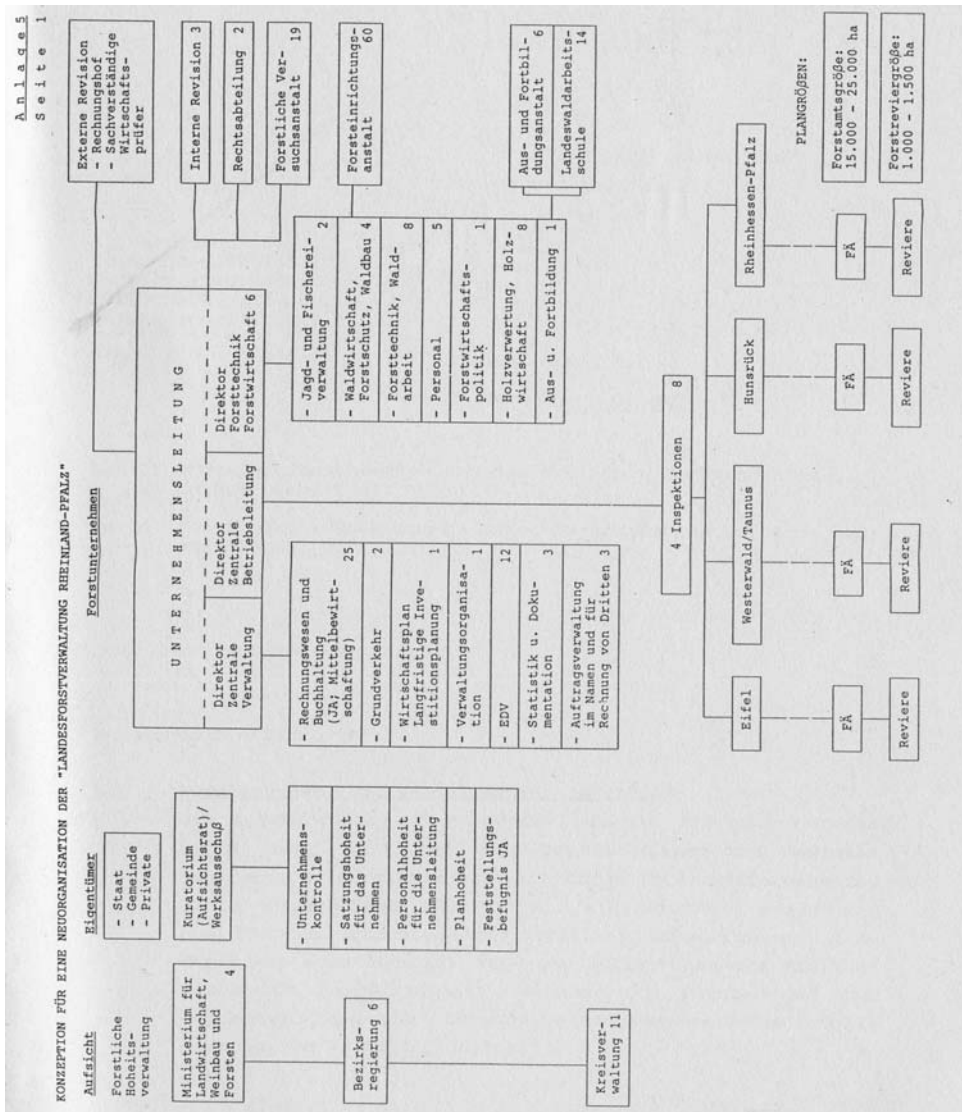 Anlage 5
Seite 1
KONZEPTION FÜR EINE NEUORGANISATION DER "LANDESFORSTVERWALTUNG RHEINLAND-PFALZ"
Aufsicht
Forstliche
Hoheits-
verwaltung
Ministerium für
Landwirtschaft,
Weinbau und
Forsten 4
Bezirks-
regierung 6
Kreisver-
waltung 11
Eigentümer
- Staat
- Gemeinde
- Private
Kuratorium
(Aufsichtsrat)/
Werksausschuß
- Unternehmens-
kontrolle
- Satzungshoheit
für das Unter-
nehmen
- Personalhoheit
für die Unter-
nehmensleitung
- Planhoheit
- Feststellungs-
befugnis JA
Forstunternehmen
UNTERNEHMENSLEITUNG
Direktor
Zentrale
Verwaltung
Direktor
Zentrale
Betriebsleitung
Direktor
Forsttechnik
Forstwirtschaft 6
- Rechnungswesen und
Buchhaltung
(JA; Mittelbewirt-
schaftung) 25
- Grundverkehr 2
- Wirtschaftsplan
Langfristige Inve-
stitionsplanung 1
- Verwaltungsorganisa-
tion 1
- EDV 12
- Statistik u. Doku-
mentation 3
- Auftragsverwaltung
im Namen und für
Rechnung von Dritten 3
- Jagd- und Fischerei-
verwaltung 2
- Waldwirtschaft,
Forstschutz, Waldbau 4
- Forsttechnik, Wald-
arbeit 8
- Personal 5
- Forstwirtschafts-
politik 1
- Holzverwertung, Holz-
wirtschaft 8
- Aus- u. Fortbildung 1
Externe Revision
- Rechnungshof
- Sachverständige
Wirtschafts-
prüfer
Interne Revision 3
Rechtsabteilung 2
Forstliche Ver-
suchsanstalt 19
Forsteinrichtungs-
anstalt 60
Aus- und Fortbil-
dungsanstalt 6
Landeswaldarbeits-
schule 14
4 Inspektionen 8
Eifel
Westerwald/Taunus
Hunsrück
Rheinhessen-Pfalz
FÄ
FÄ
FÄ
FÄ
Reviere
Reviere
Reviere
Reviere
PLANGRÖßEN:
Forstamtsgröße:
15.000 - 25.000 ha
Forstreviergröße:
1.000 - 1.500 ha